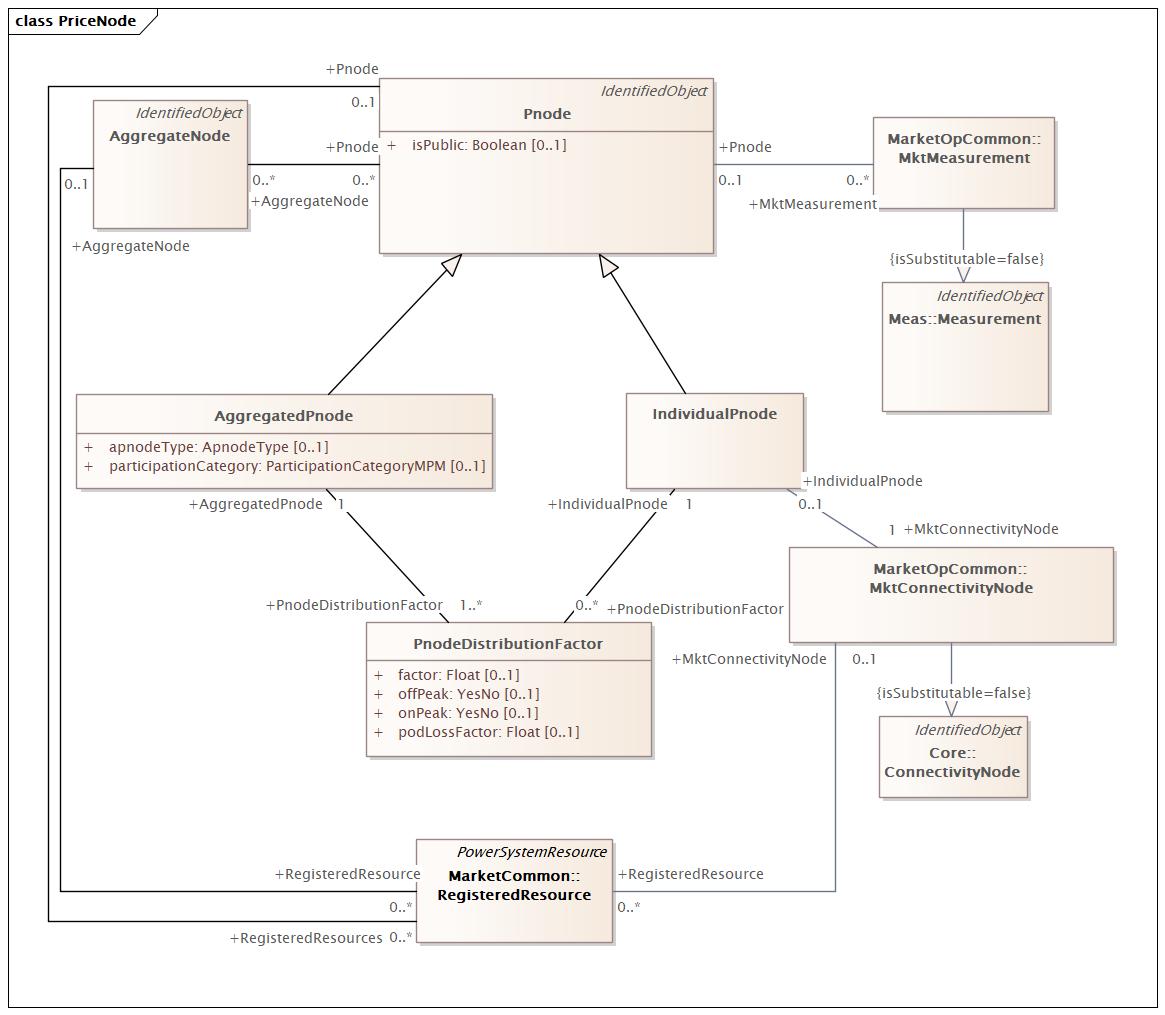 class PriceNode
+Pnode
0..1
IdentifiedObject
Pnode
+ isPublic: Boolean [0..1]
IdentifiedObject
AggregateNode
+Pnode
0..*
0..*
+AggregateNode
0..1
+AggregateNode
+Pnode
0..1
0..*
+MktMeasurement
MarketOpCommon::
MktMeasurement
{isSubstitutable=false}
IdentifiedObject
Meas::Measurement
AggregatedPnode
+ apnodeType: ApnodeType [0..1]
+ participationCategory: ParticipationCategoryMPM [0..1]
IndividualPnode
+IndividualPnode
0..1
+AggregatedPnode 1
+IndividualPnode 1
1 +MktConnectivityNode
MarketOpCommon::
MktConnectivityNode
+PnodeDistributionFactor 1..*
0..* +PnodeDistributionFactor
PnodeDistributionFactor
+ factor: Float [0..1]
+ offPeak: YesNo [0..1]
+ onPeak: YesNo [0..1]
+ podLossFactor: Float [0..1]
+MktConnectivityNode 0..1
{isSubstitutable=false}
IdentifiedObject
Core::
ConnectivityNode
PowerSystemResource
MarketCommon::
RegisteredResource
+RegisteredResource
0..*
+RegisteredResource
0..*
+RegisteredResources 0..*